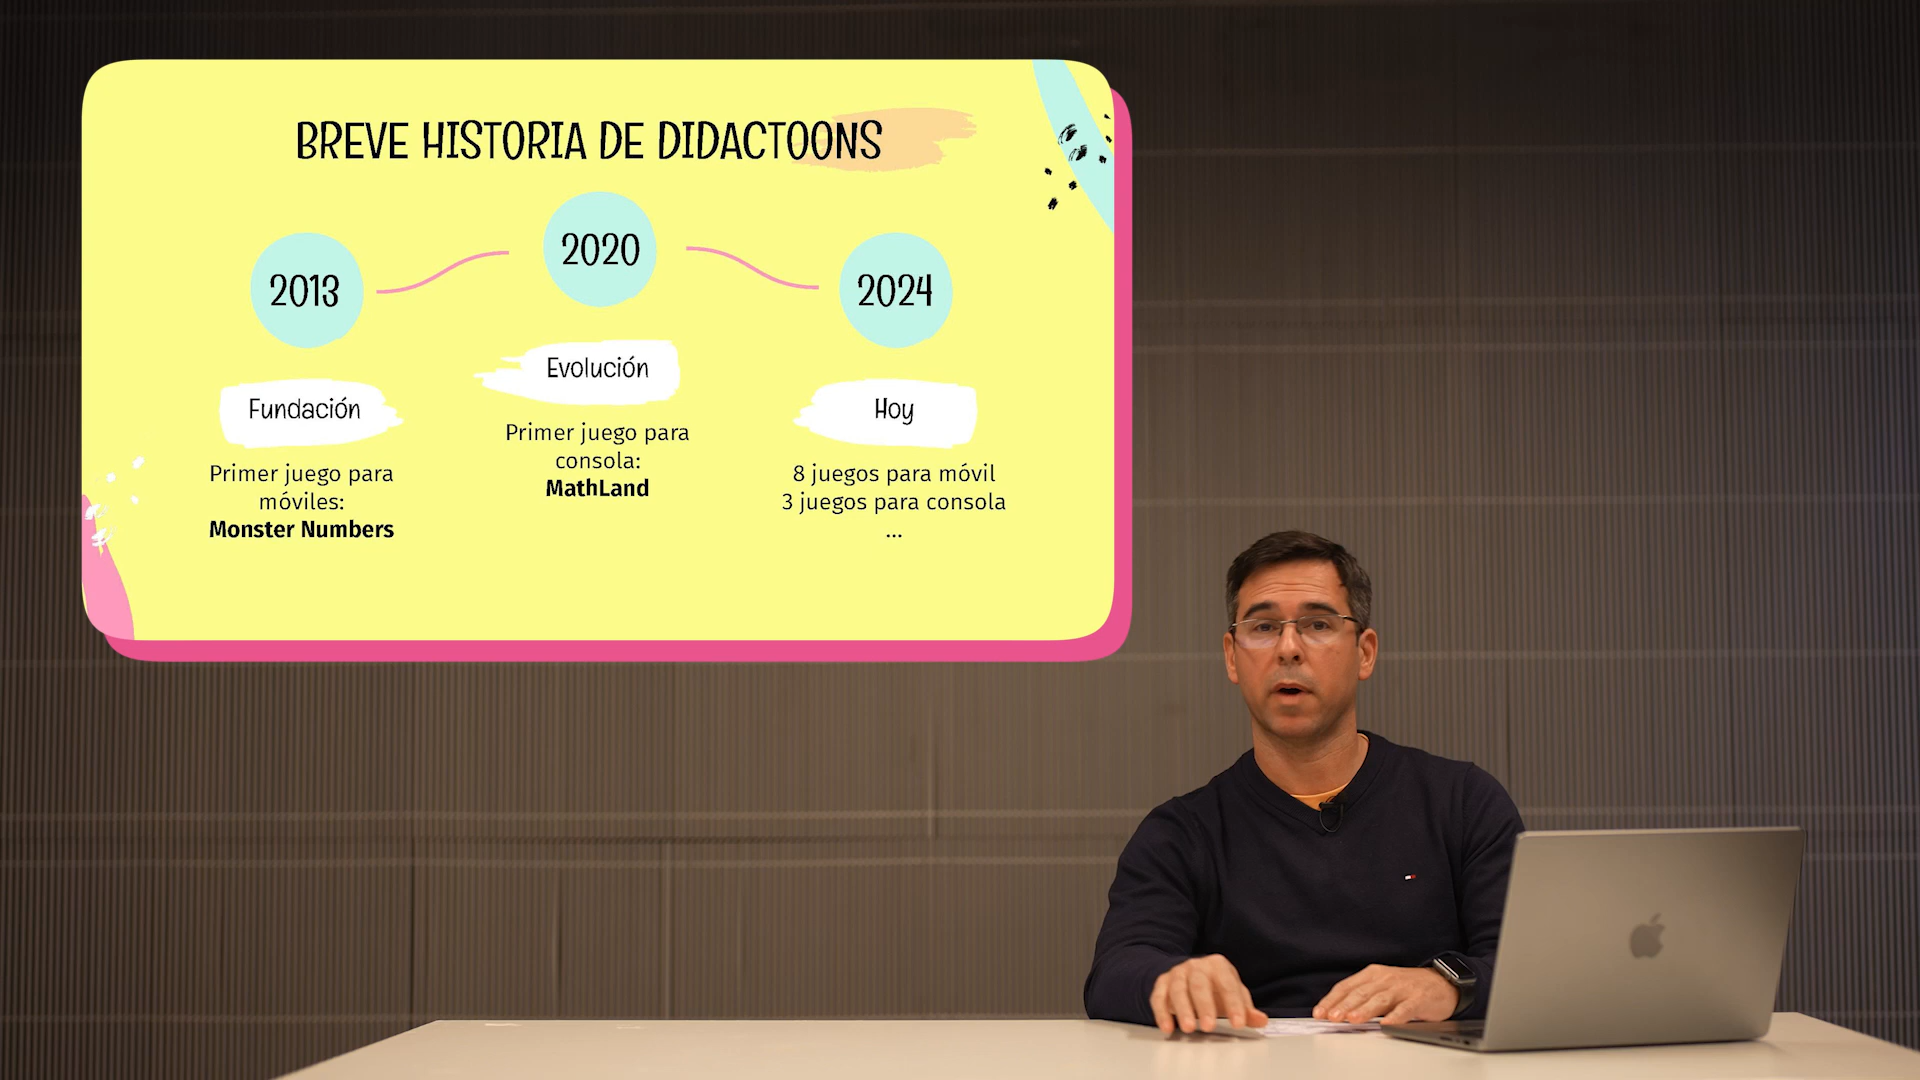 BREVE HISTORIA DE DIDACTOONS
2013
Fundación
Primer juego para
móviles:
Monster Numbers
2020
Evolución
Primer juego para
consola:
MathLand
2024
Hoy
8 juegos para móvil
3 juegos para consola
...